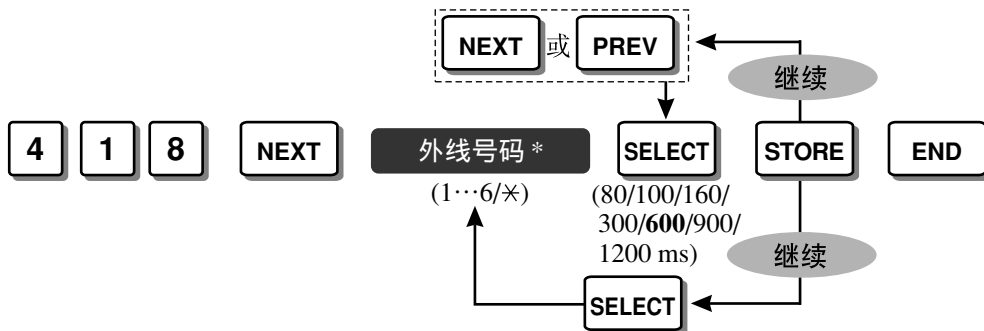 NEXT 或 PREV
继续
4 1 8 NEXT 外线号码* SELECT STORE END
(1…6/✳) (80/100/160/
300/600/900/
1200 ms)
继续
SELECT